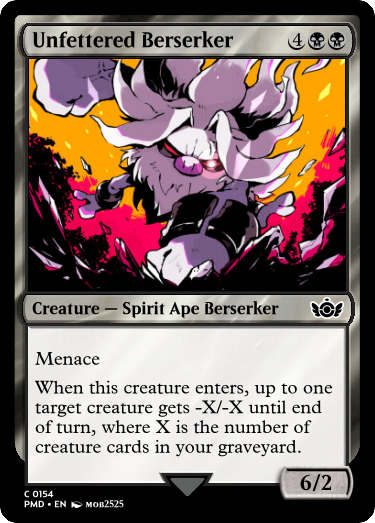 Unfettered Berserker 4
Creature — Spirit Ape Berserker
Menace
When this creature enters, up to one
target creature gets -X/-X until end
of turn, where X is the number of
creature cards in your graveyard.
6/2
C 0154
PMD • EN MOB2525